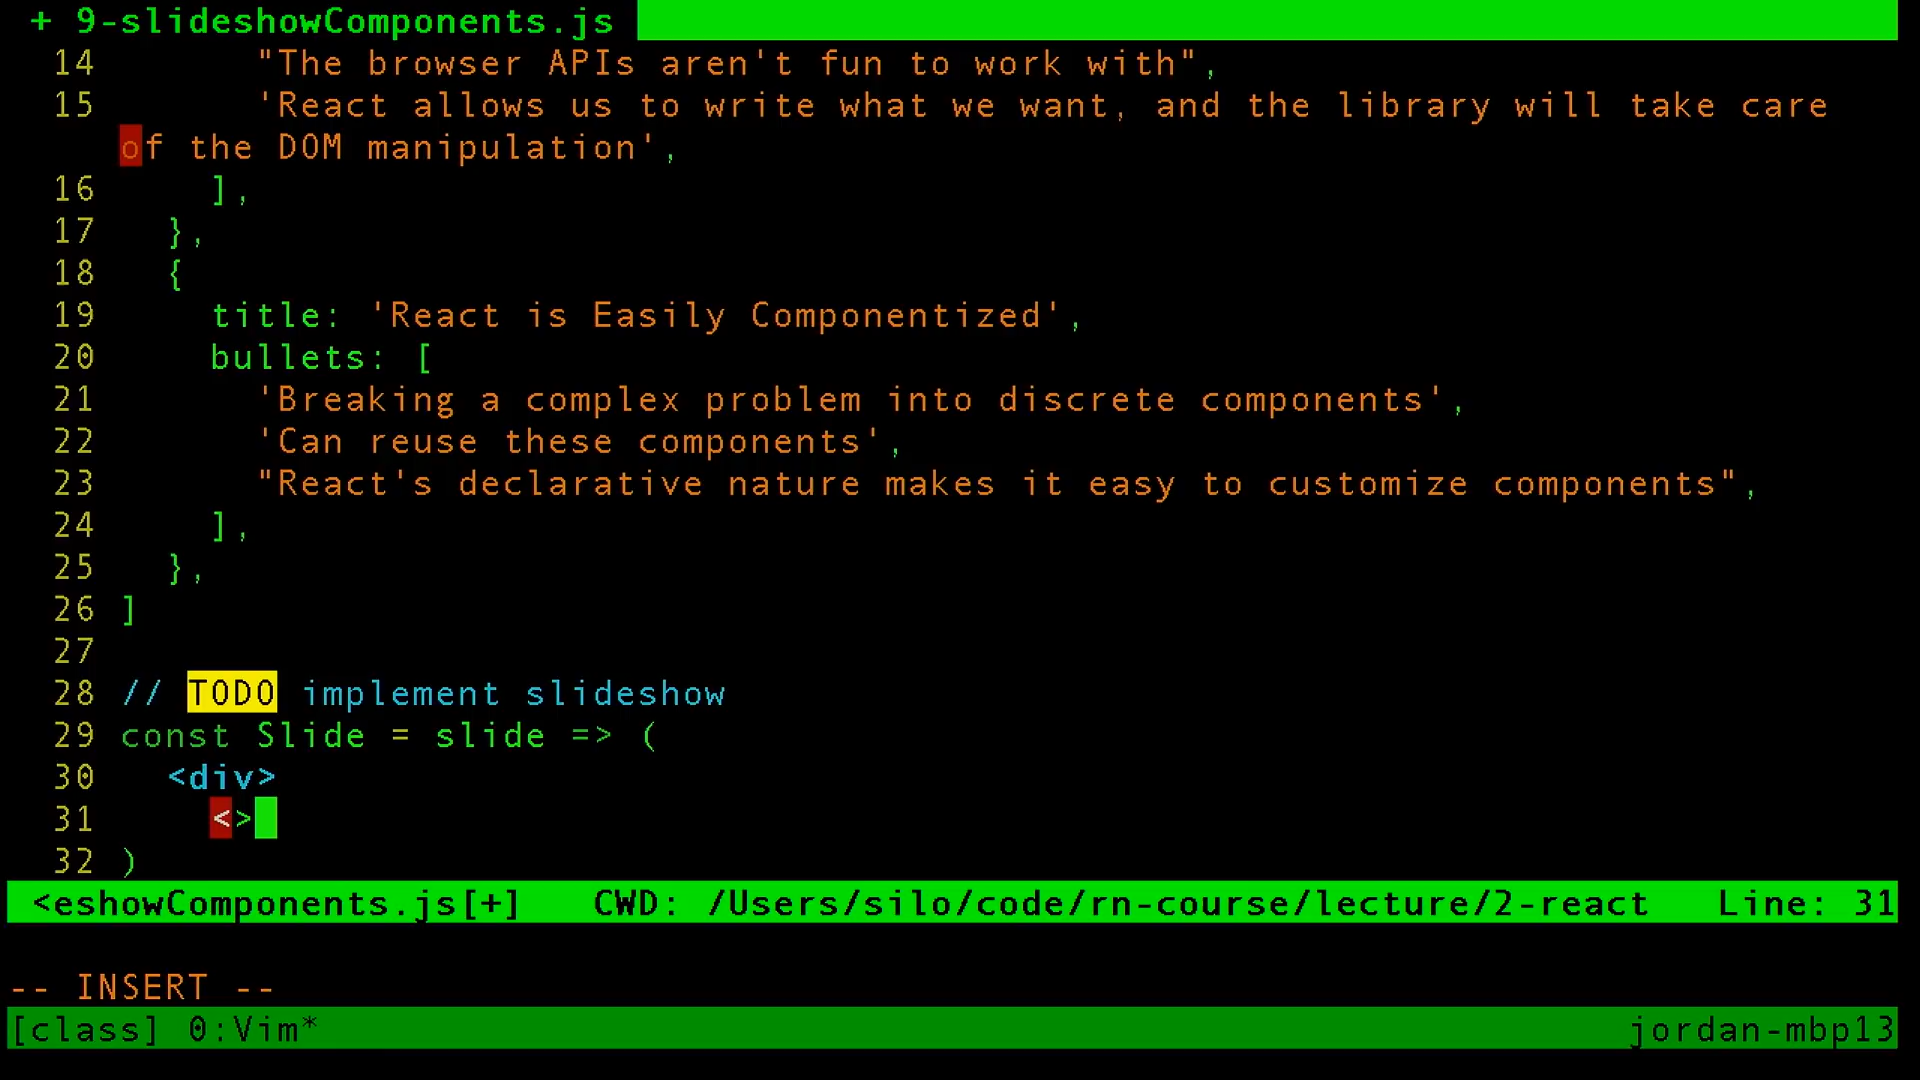 + 9-slideshowComponents.js
14       "The browser APIs aren't fun to work with",
15       'React allows us to write what we want, and the library will take care
of the DOM manipulation',
16     ],
17   },
18   {
19     title: 'React is Easily Componentized',
20     bullets: [
21       'Breaking a complex problem into discrete components',
22       'Can reuse these components',
23       "React's declarative nature makes it easy to customize components",
24     ],
25   },
26 ]
27
28 // TODO implement slideshow
29 const Slide = slide => (
30   <div>
31     <>
32 )
<eshowComponents.js[+]    CWD: /Users/silo/code/rn-course/lecture/2-react    Line: 31
-- INSERT --
[class] 0:Vim*    jordan-mbp13